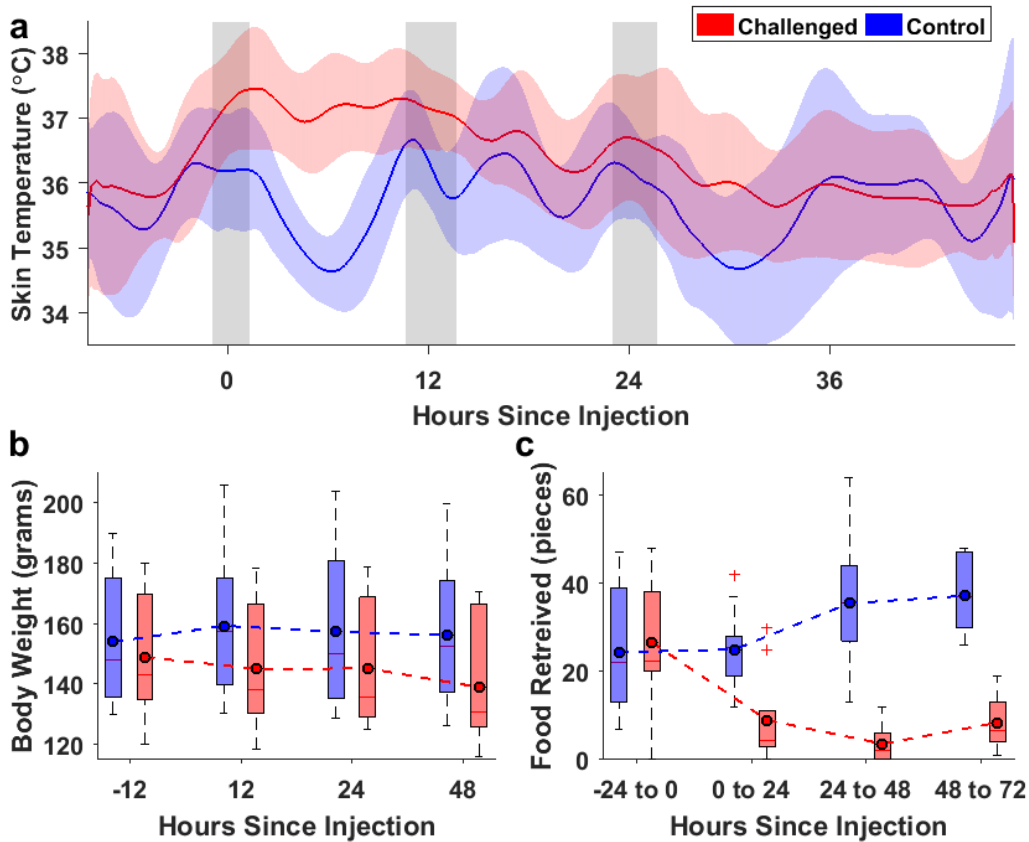 a
Challenged Control
Skin Temperature (°C)
38
37
36
35
34
0 12 24 36
Hours Since Injection
b
Body Weight (grams)
200
180
160
140
120
-12 12 24 48
Hours Since Injection
c
Food Retreived (pieces)
60
40
20
0
-24 to 0 0 to 24 24 to 48 48 to 72
Hours Since Injection